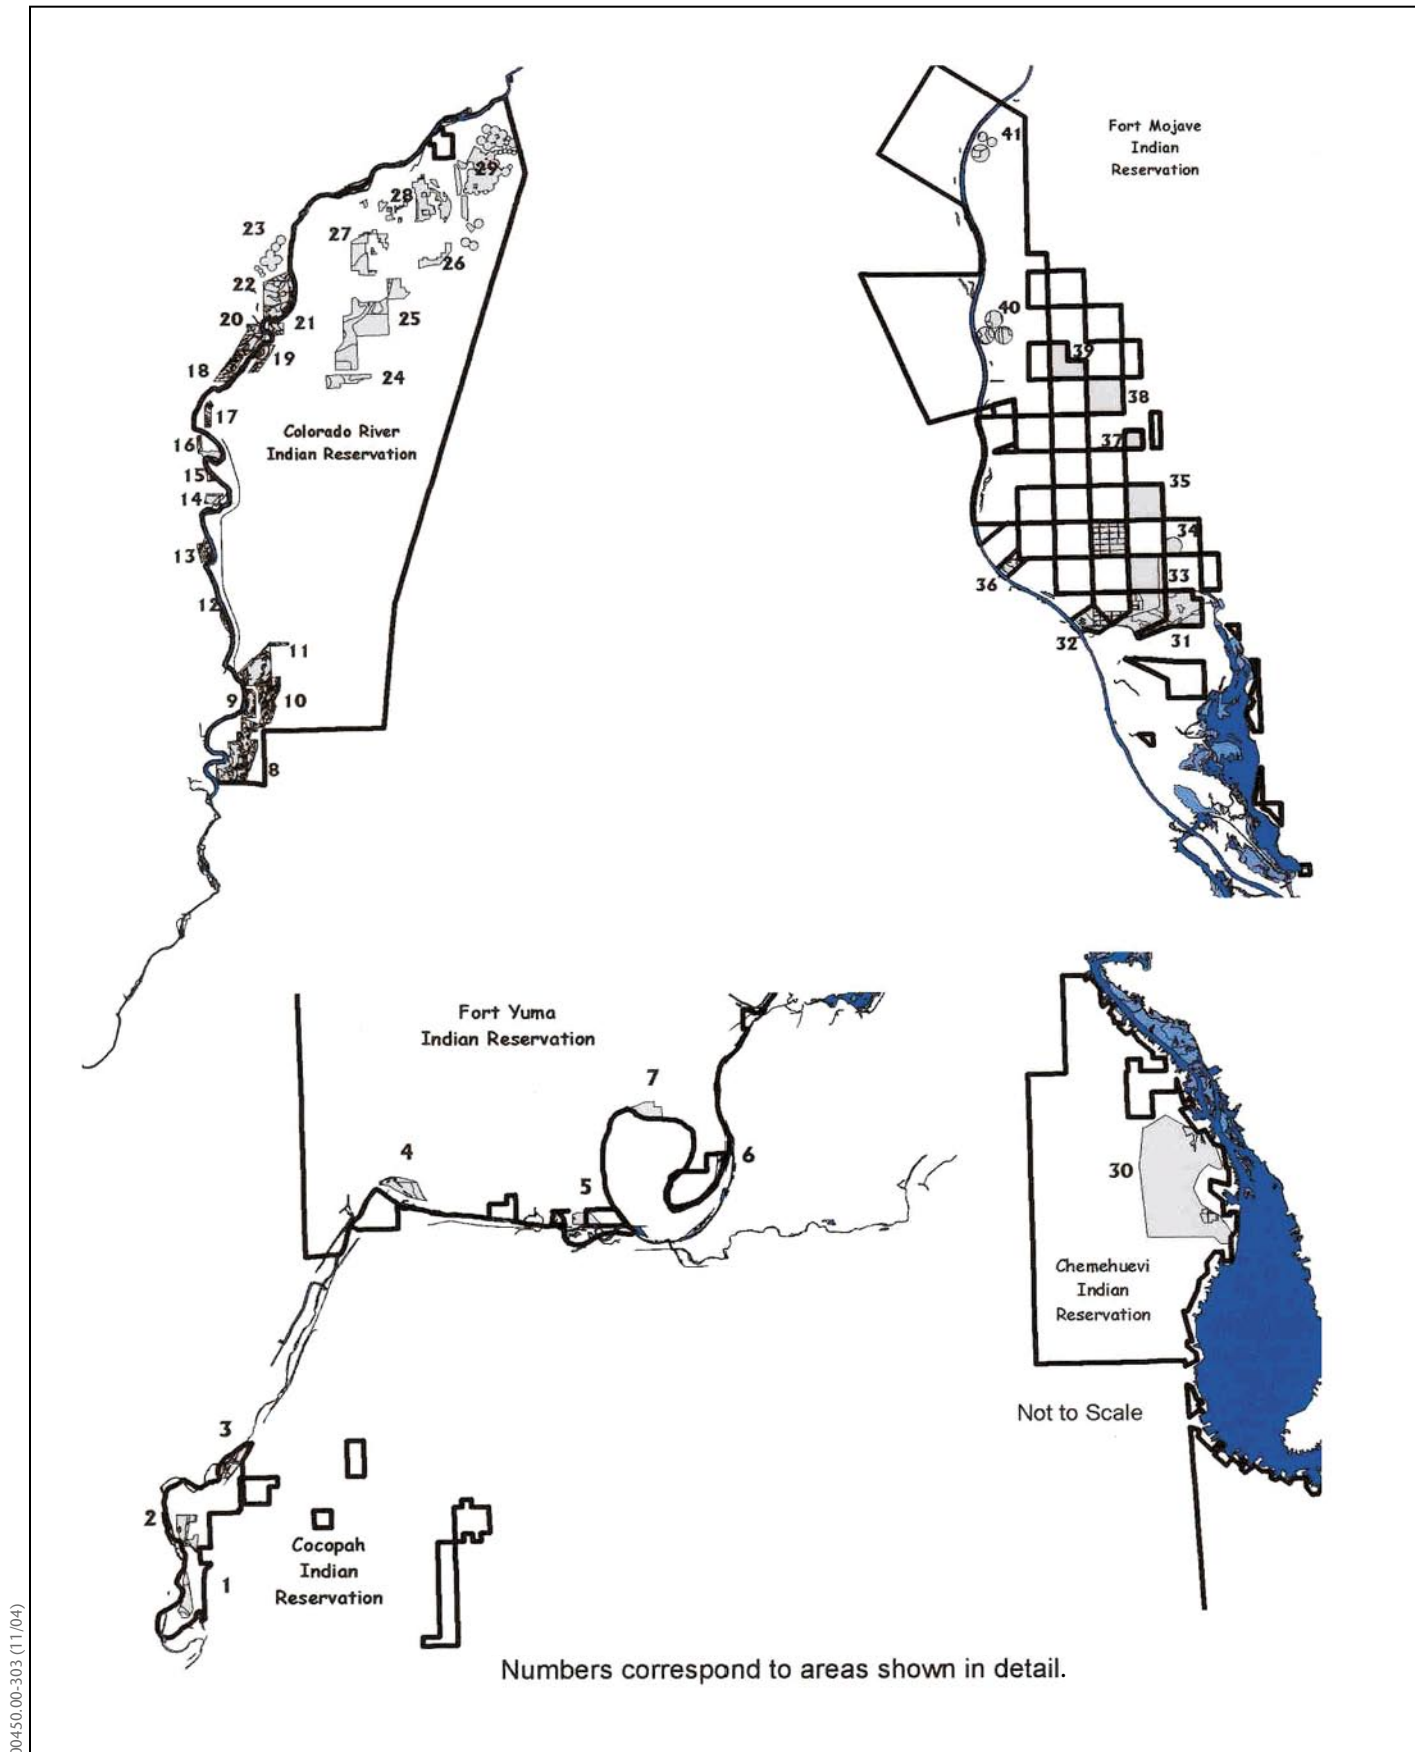 41
Fort Mojave
Indian
Reservation
29
28
23
27
26
22
40
20
21
25
39
19
18
24
38
17
Colorado River
Indian Reservation
16
37
15
35
14
34
13
33
36
12
32
31
11
9
10
8
Fort Yuma
Indian Reservation
7
4
6
5
30
Chemehuevi
Indian
Reservation
Not to Scale
3
2
Cocopah
Indian
Reservation
1
Numbers correspond to areas shown in detail.
00450.00-303 (11/04)